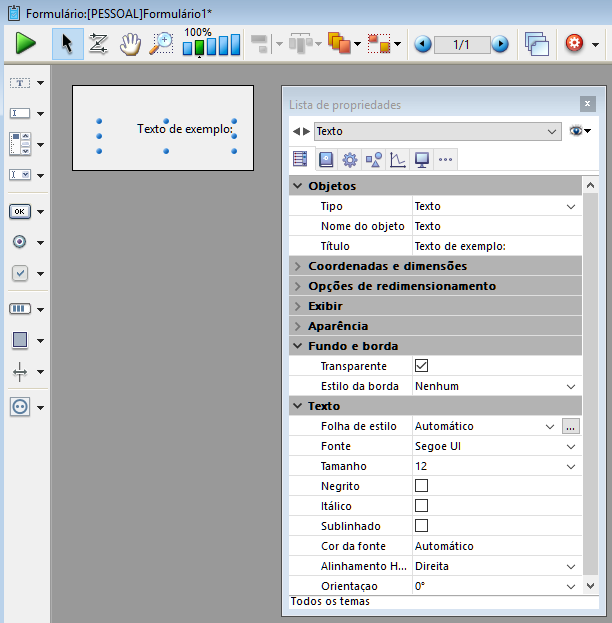 Formulário:[PESSOAL]Formulário1*
100%
1/1
T
OK
Texto de exemplo:
Lista de propriedades
x
Texto
Objetos
Tipo Texto
Nome do objeto Texto
Título Texto de exemplo:
Coordenadas e dimensões
Opções de redimensionamento
Exibir
Aparência
Fundo e borda
Transparente
Estilo da borda Nenhum
Texto
Folha de estilo Automático ...
Fonte Segoe UI
Tamanho 12
Negrito
Itálico
Sublinhado
Cor da fonte Automático
Alinhamento H... Direita
Orientaçao 0°
Todos os temas